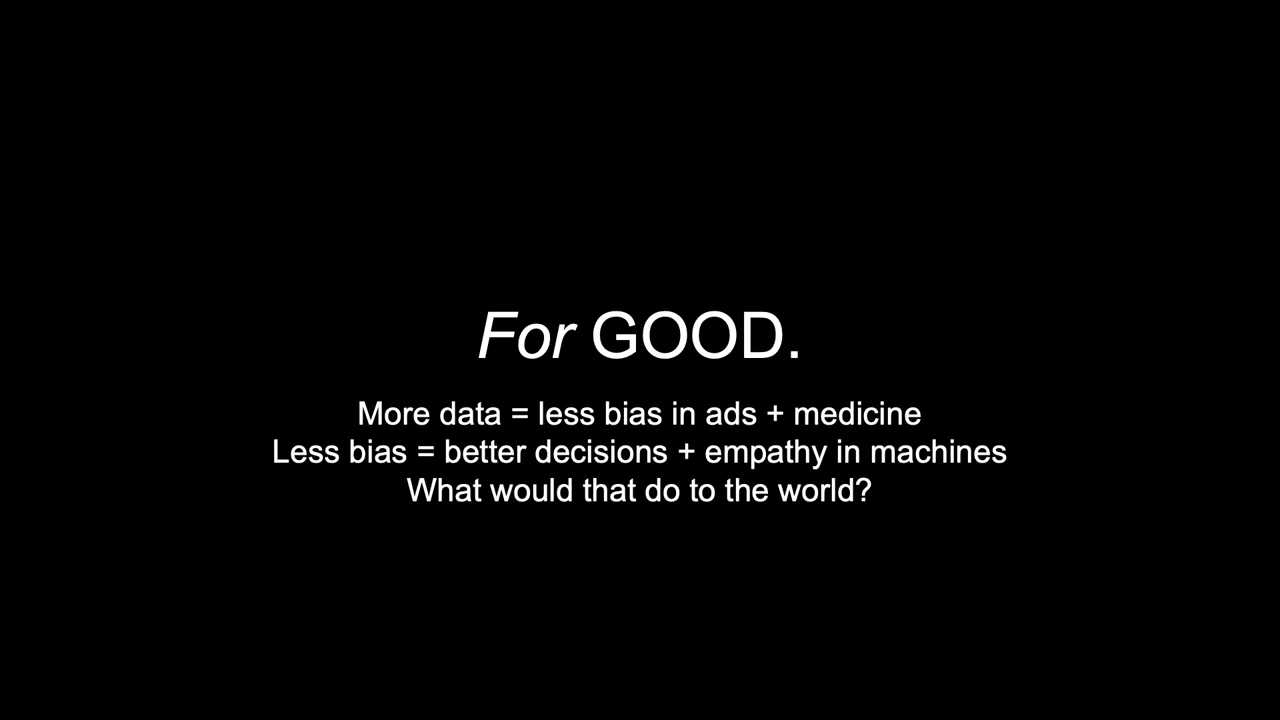 For GOOD.
More data = less bias in ads + medicine
Less bias = better decisions + empathy in machines
What would that do to the world?